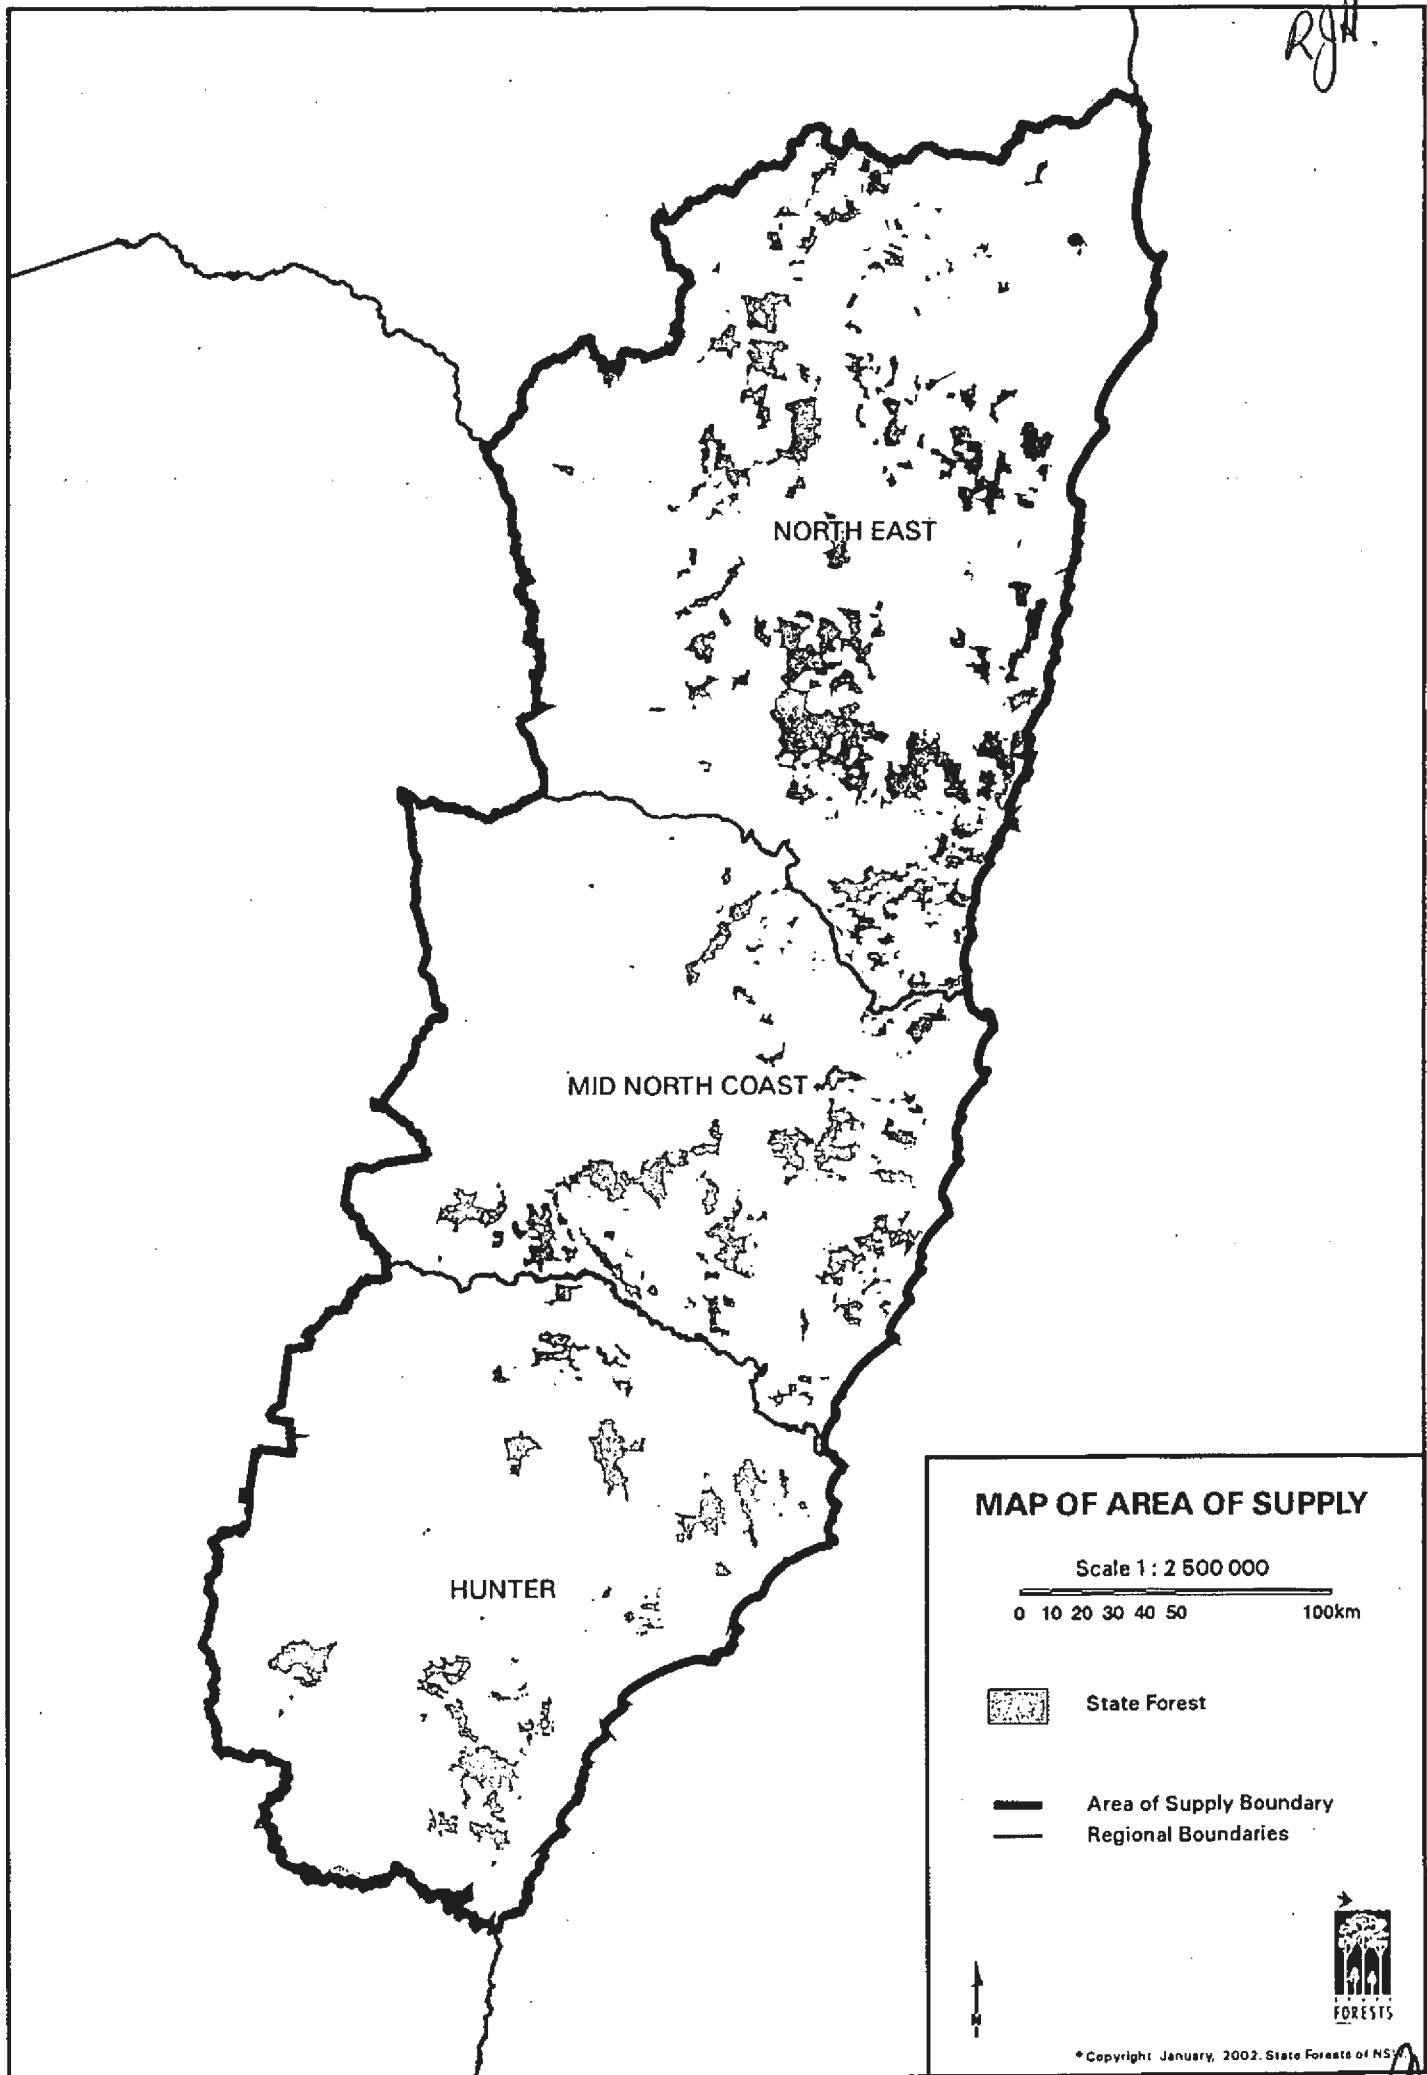 RJH.
NORTH EAST
MID NORTH COAST
HUNTER
MAP OF AREA OF SUPPLY
Scale 1 : 2 500 000
0 10 20 30 40 50 100km
State Forest
Area of Supply Boundary
Regional Boundaries
N
FORESTS
Copyright January, 2002. State Forests of NSW.